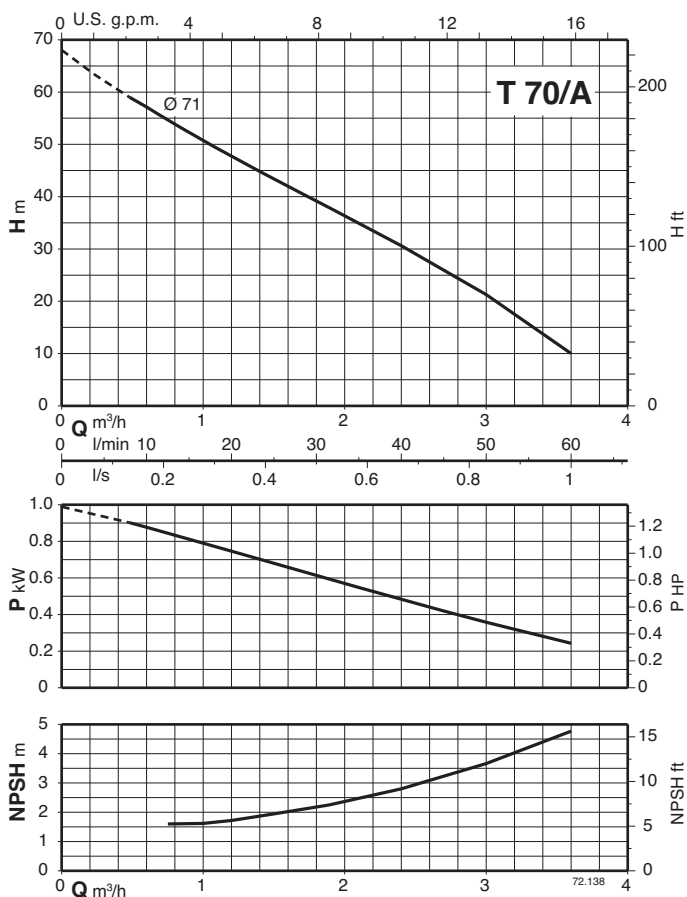 0 U.S. g.p.m. 4 8 12 16
70
60
50
40
30
20
10
0
H m
Ø 71
T 70/A
200
100
0
H ft
0 Q m³/h 1 2 3 4
0 l/min 10 20 30 40 50 60
0 l/s 0.2 0.4 0.6 0.8 1
1.0
0.8
0.6
0.4
0.2
0
P kW
1.2
1.0
0.8
0.6
0.4
0.2
0
P HP
5
4
3
2
1
0
NPSH m
15
10
5
0
NPSH ft
72.138
0 Q m³/h 1 2 3 4